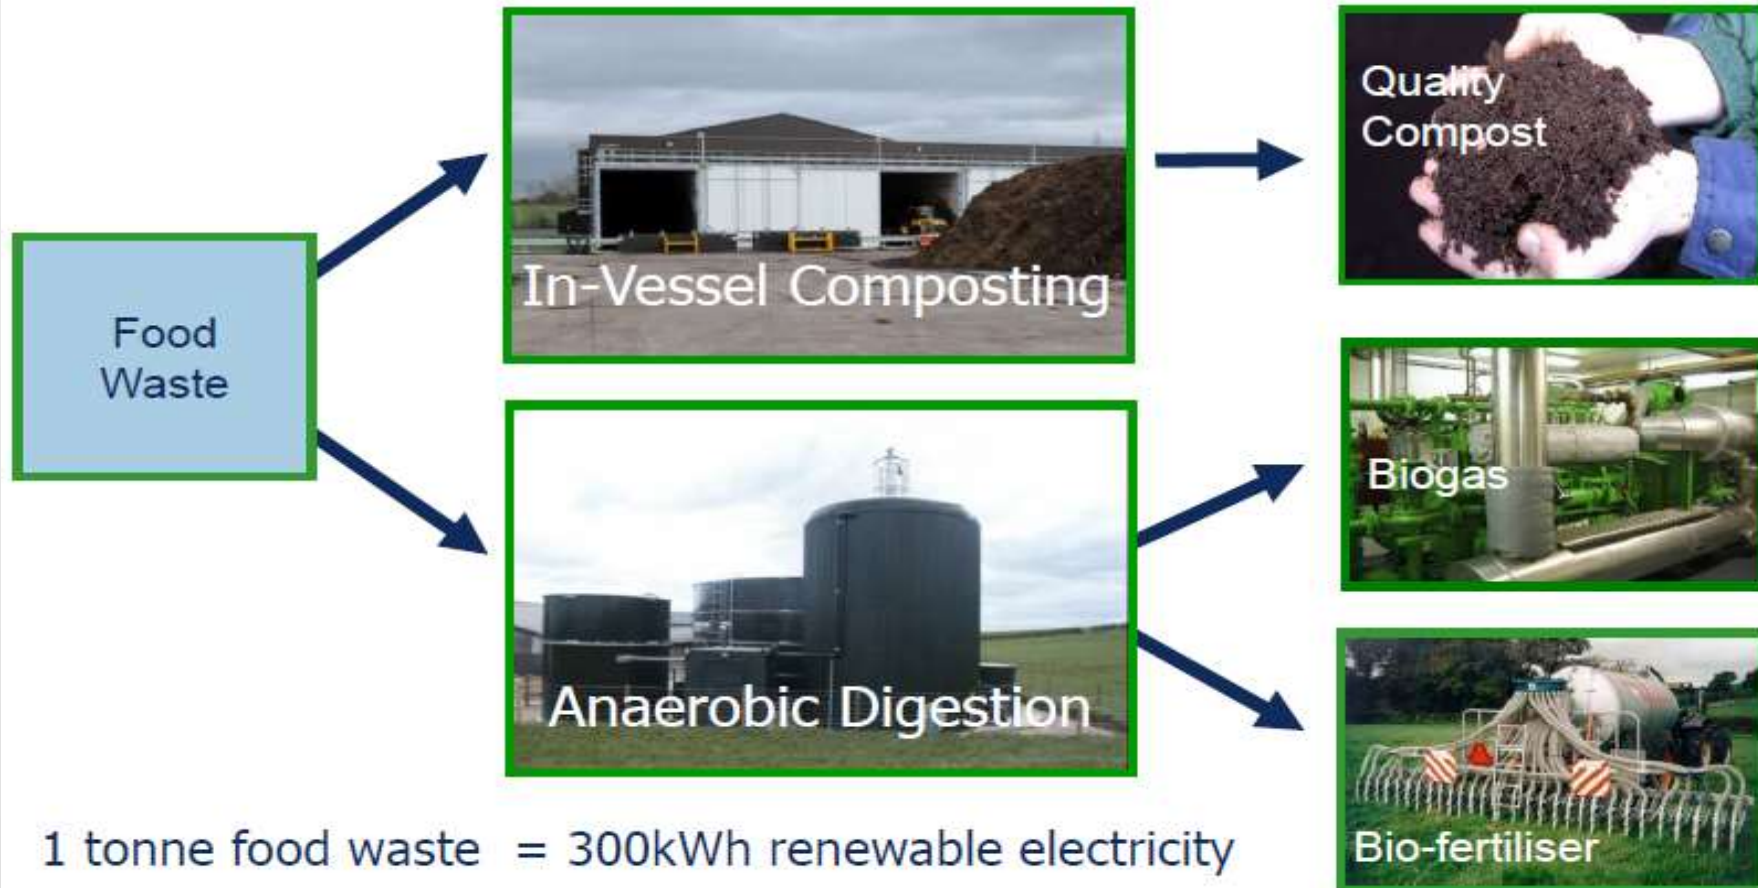 Food
Waste
In-Vessel Composting
Quality
Compost
Anaerobic Digestion
Biogas
Bio-fertiliser
1 tonne food waste = 300kWh renewable electricity